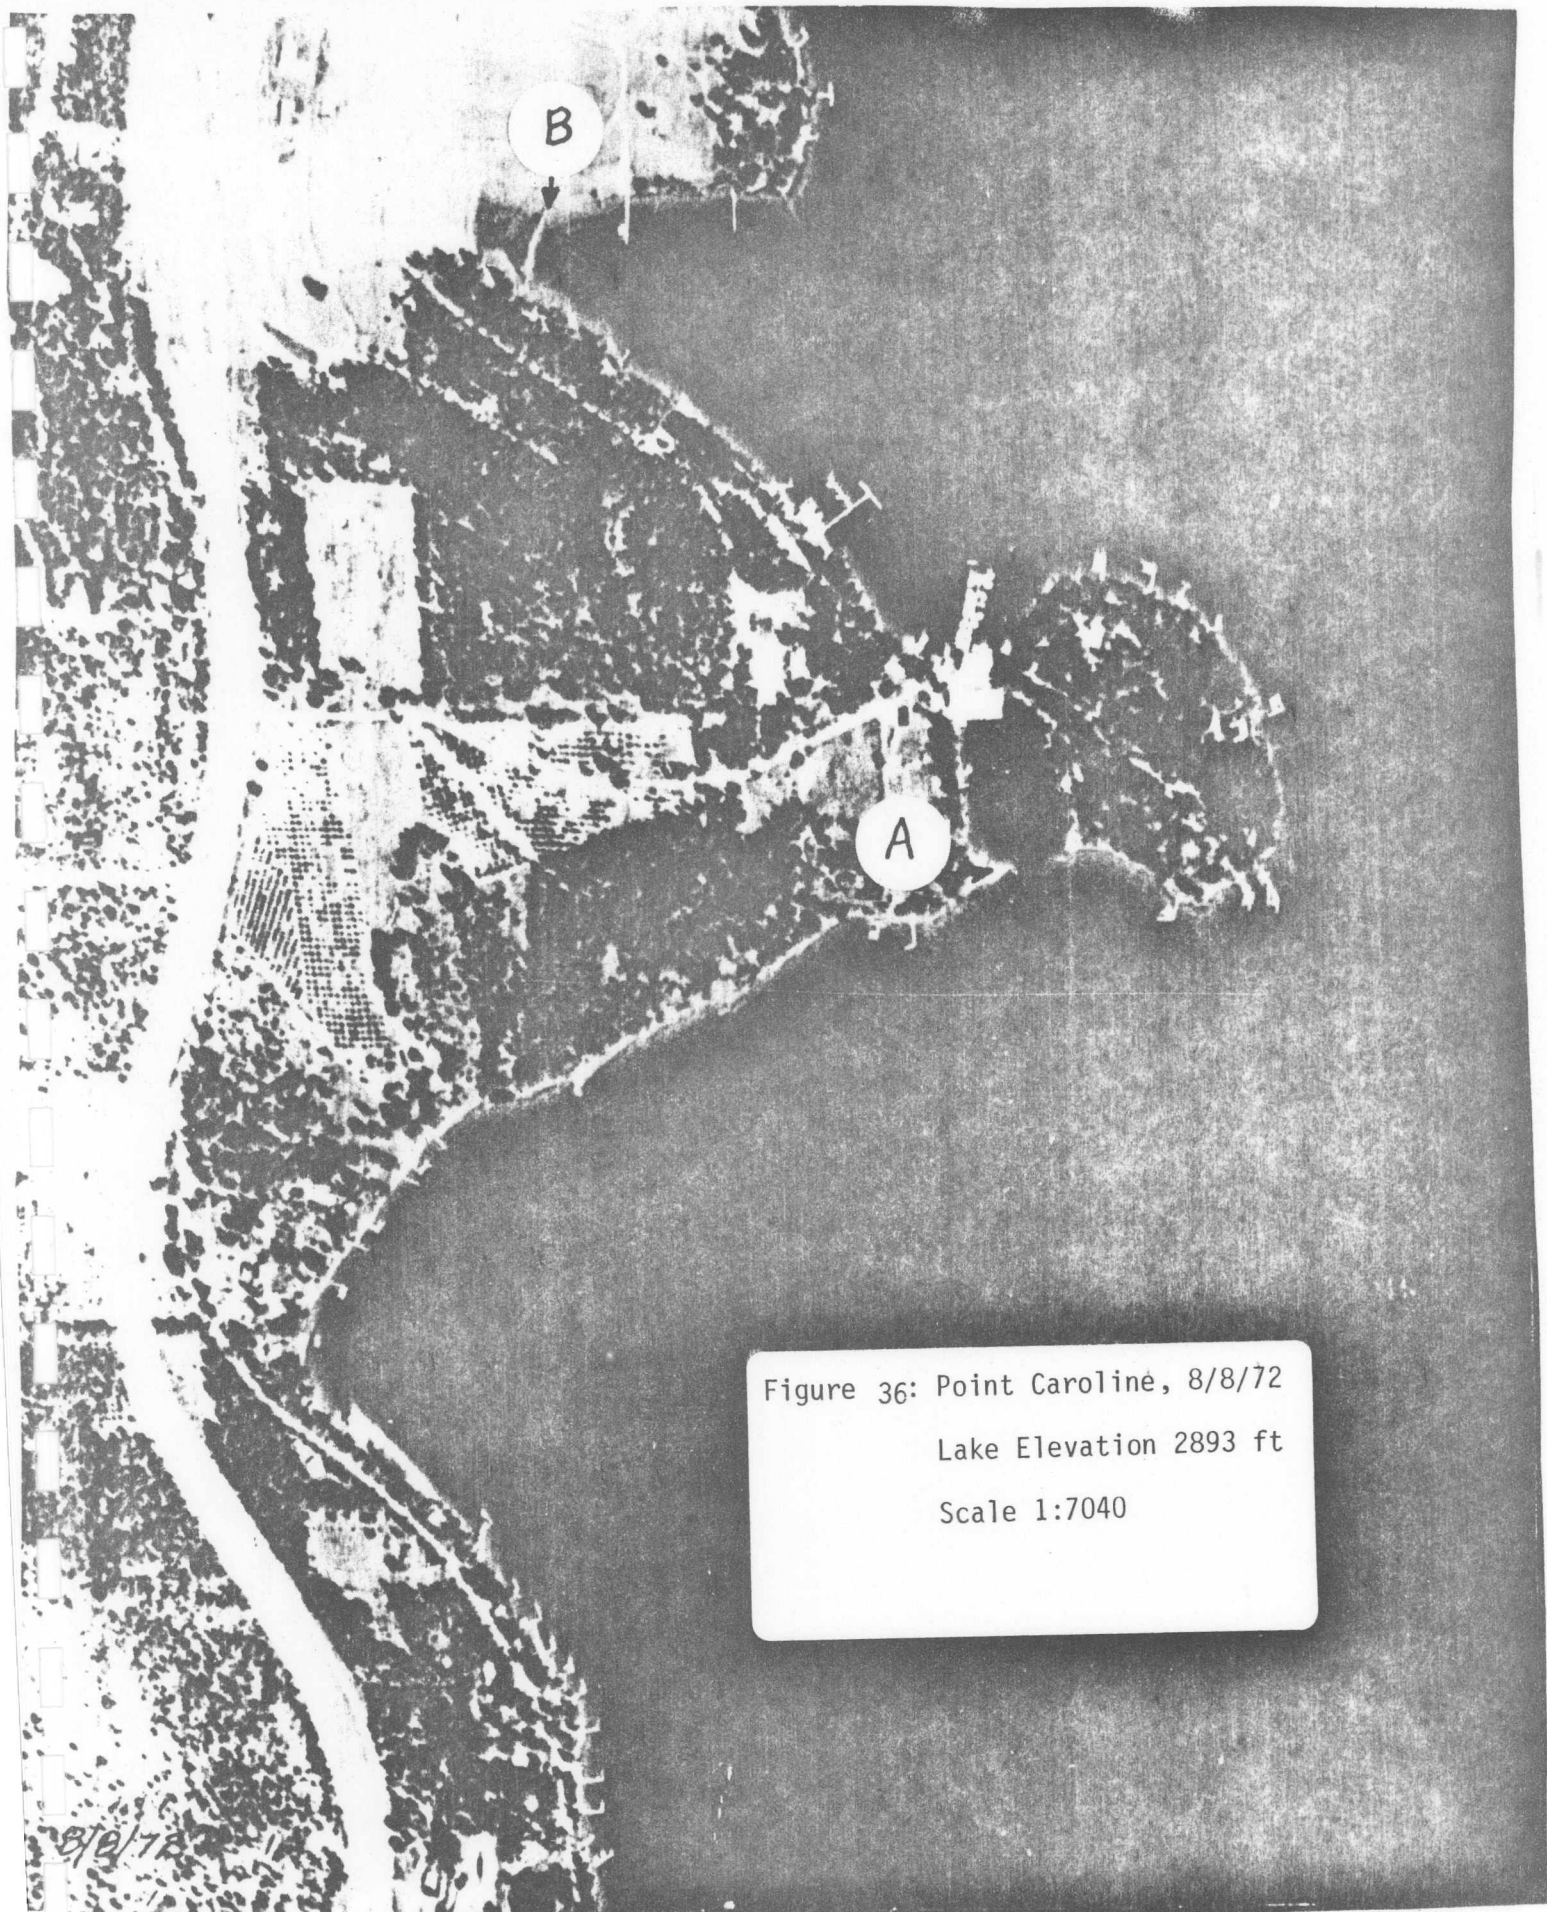 B
A
Figure 36: Point Caroline, 8/8/72
Lake Elevation 2893 ft
Scale 1:7040
8/8/72